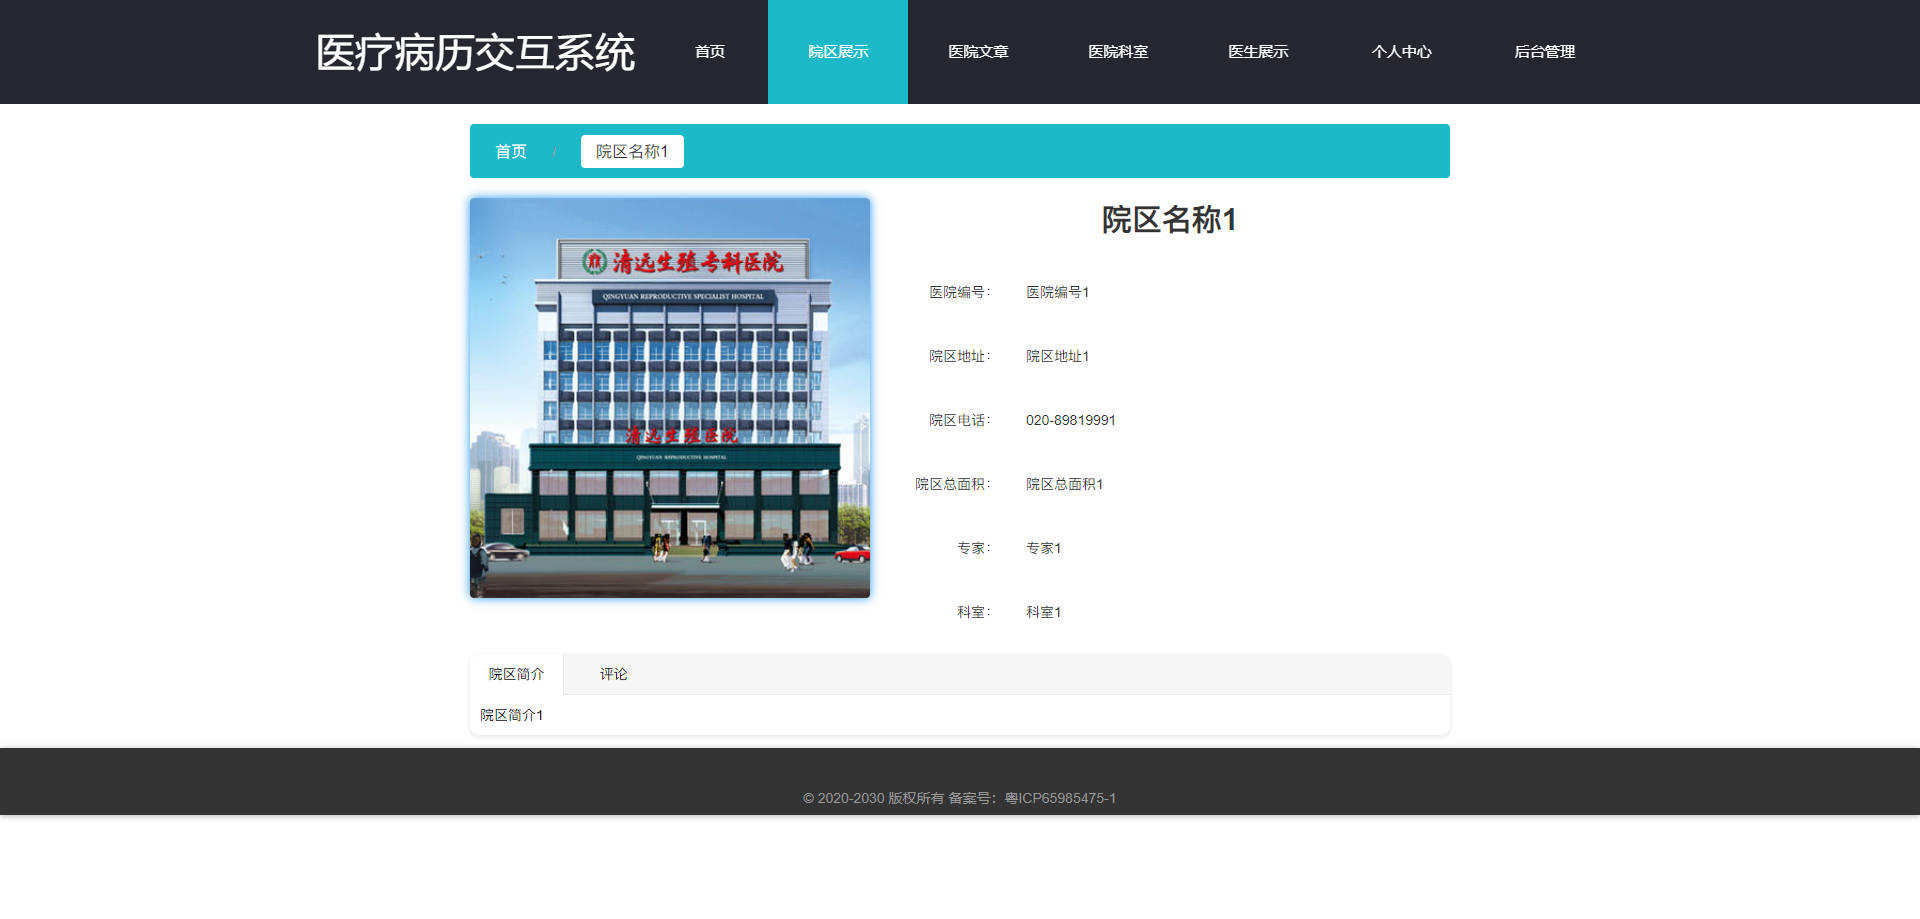 医疗病历交互系统 首页 院区展示 医院文章 医院科室 医生展示 个人中心 后台管理
首页 / 院区名称1
清远生殖专科医院
QINGYUAN REPRODUCTIVE SPECIALIST HOSPITAL
清远生殖医院
QINGYUAN REPRODUCTIVE HOSPITAL
院区名称1
医院编号： 医院编号1
院区地址： 院区地址1
院区电话： 020-89819991
院区总面积： 院区总面积1
专家： 专家1
科室： 科室1
院区简介 评论
院区简介1
© 2020-2030 版权所有 备案号：粤ICP65985475-1